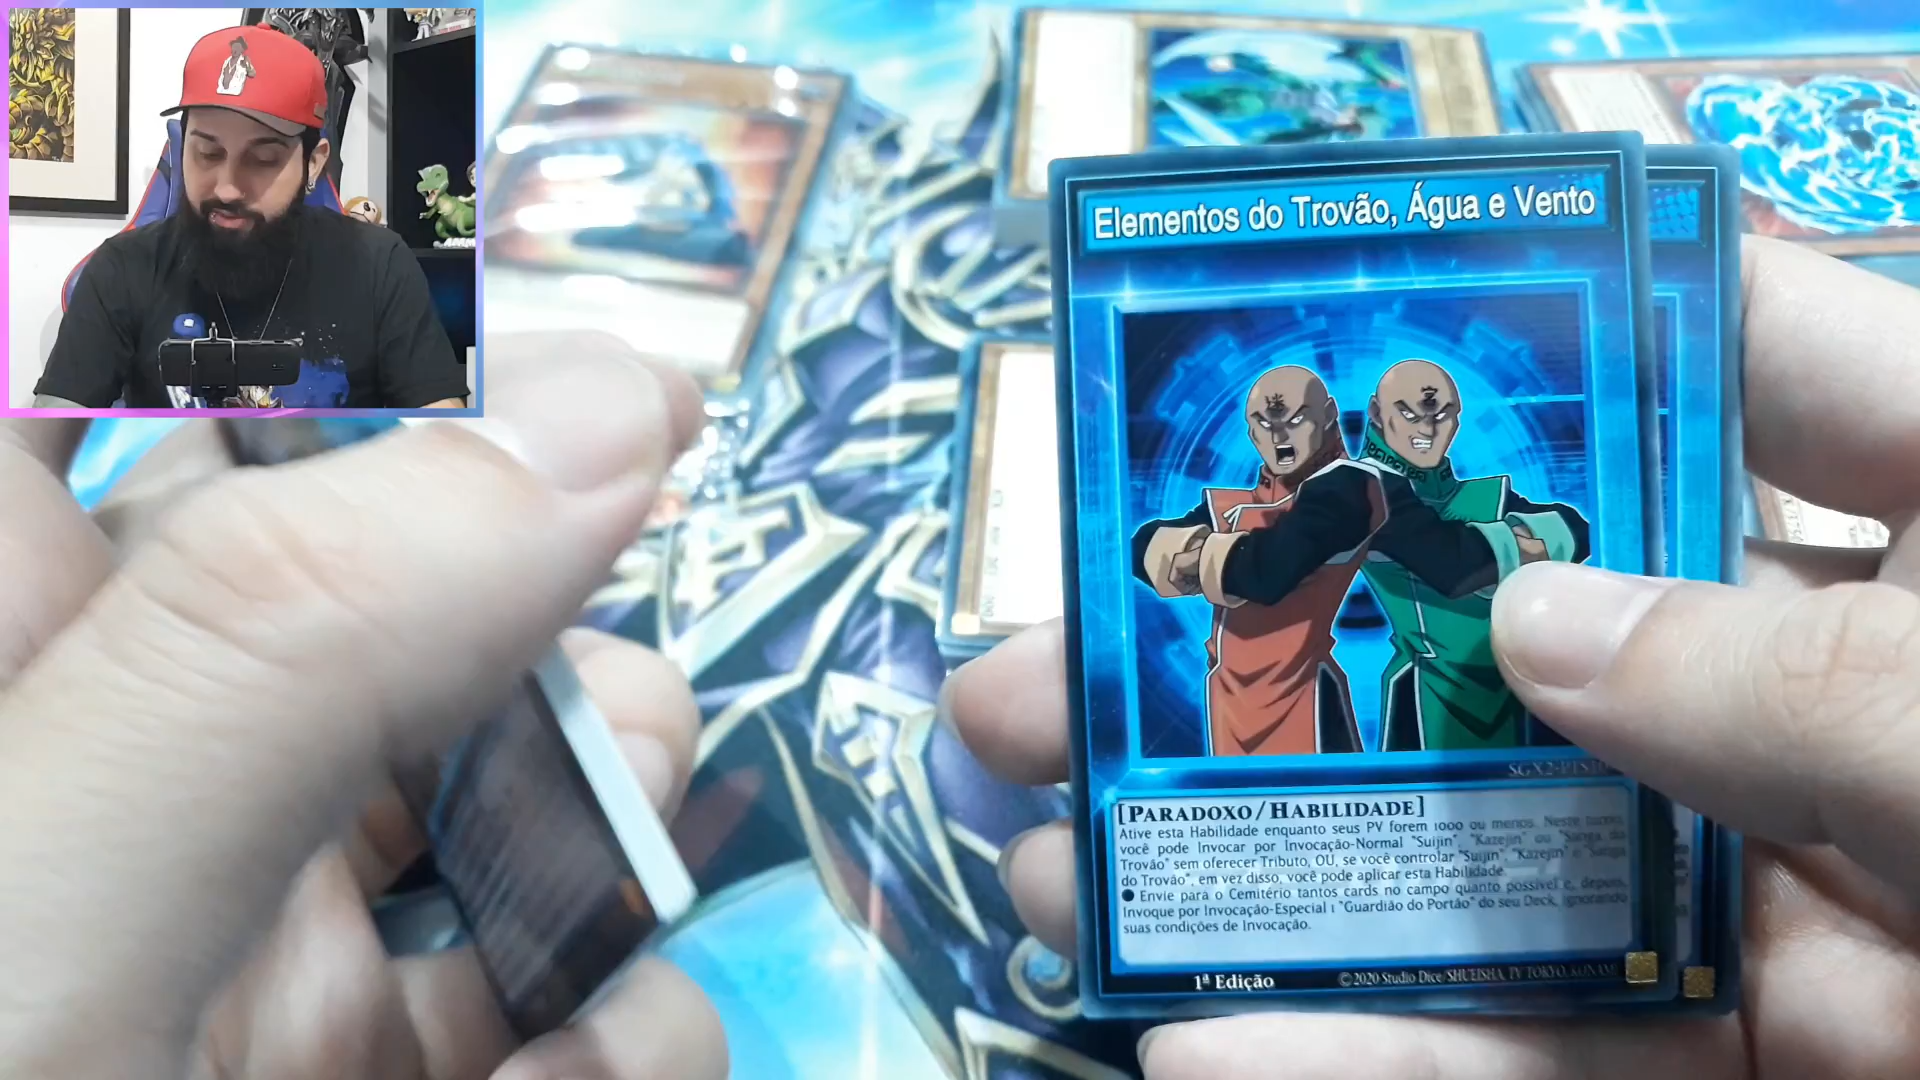 Elementos do Trovão, Água e Vento
[PARADOXO/HABILIDADE]
Ative esta Habilidade enquanto seus PV forem 1000 ou menos. Neste turno,
você pode Invocar por Invocação-Normal "Suijin", "Kazejin" ou "Sanga do
Trovão" sem oferecer Tributo, OU, se você controlar "Suijin", "Kazejin" e "Sanga
do Trovão", em vez disso, você pode aplicar esta Habilidade.
● Envie para o Cemitério tantos cards no campo quanto possível e, depois,
Invoque por Invocação-Especial 1 "Guardião do Portão" do seu Deck, ignorando
suas condições de Invocação.
1ª Edição
©2020 Studio Dice/SHUEISHA, TV TOKYO, KONAMI